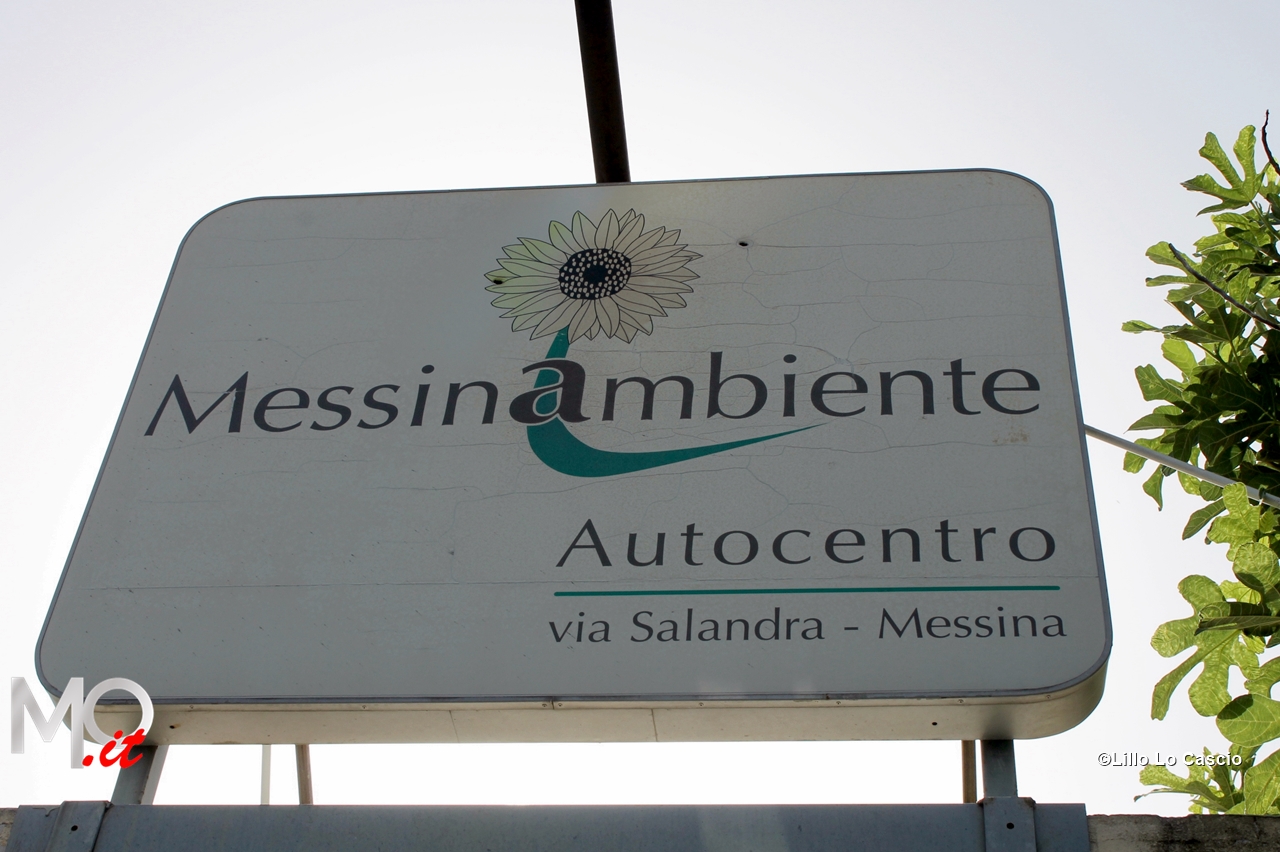 Messinambiente
Autocentro
via Salandra - Messina
MO.it
©Lillo Lo Cascio